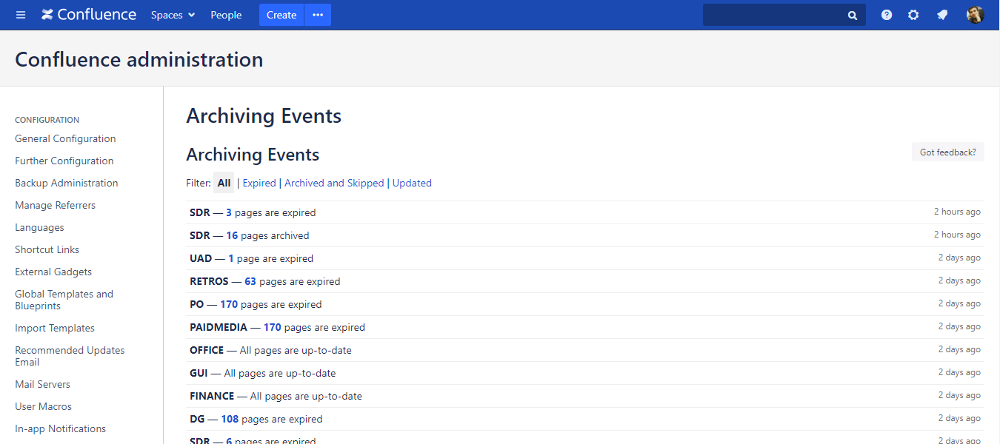 Confluence Spaces People Create •••
Confluence administration
CONFIGURATION
General Configuration
Further Configuration
Backup Administration
Manage Referrers
Languages
Shortcut Links
External Gadgets
Global Templates and
Blueprints
Import Templates
Recommended Updates
Email
Mail Servers
User Macros
In-app Notifications
Archiving Events
Archiving Events
Got feedback?
Filter: All | Expired | Archived and Skipped | Updated
SDR — 3 pages are expired 2 hours ago
SDR — 16 pages archived 2 hours ago
UAD — 1 page are expired 2 days ago
RETROS — 63 pages are expired 2 days ago
PO — 170 pages are expired 2 days ago
PAIDMEDIA — 170 pages are expired 2 days ago
OFFICE — All pages are up-to-date 2 days ago
GUI — All pages are up-to-date 2 days ago
FINANCE — All pages are up-to-date 2 days ago
DG — 108 pages are expired 2 days ago
SDR — 6 pages are expired 2 days ago